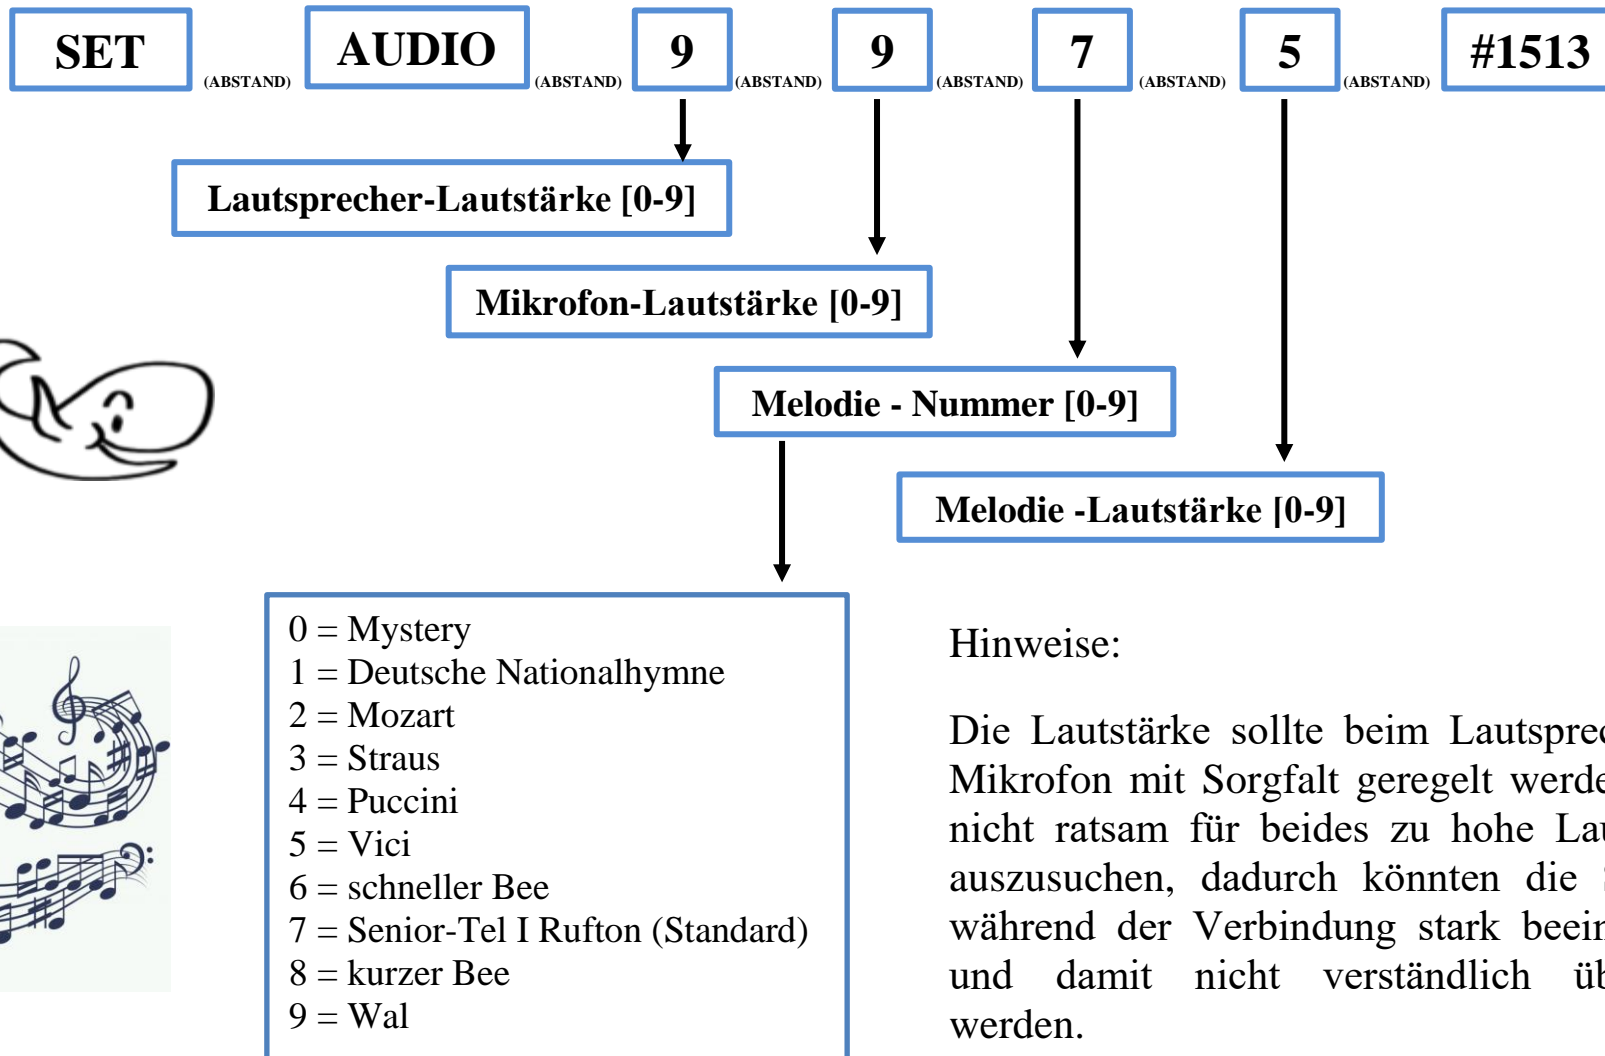 SET (ABSTAND) AUDIO (ABSTAND) 9 (ABSTAND) 9 (ABSTAND) 7 (ABSTAND) 5 (ABSTAND) #1513
Lautsprecher-Lautstärke [0-9]
Mikrofon-Lautstärke [0-9]
Melodie - Nummer [0-9]
Melodie -Lautstärke [0-9]
0 = Mystery
1 = Deutsche Nationalhymne
2 = Mozart
3 = Straus
4 = Puccini
5 = Vici
6 = schneller Bee
7 = Senior-Tel I Rufton (Standard)
8 = kurzer Bee
9 = Wal
Hinweise:
Die Lautstärke sollte beim
Mikrofon mit Sorgfalt geregelt
nicht ratsam für beides zu hohe
auszusuchen, dadurch könnten die
während der Verbindung stark
und damit nicht verständlich
werden.